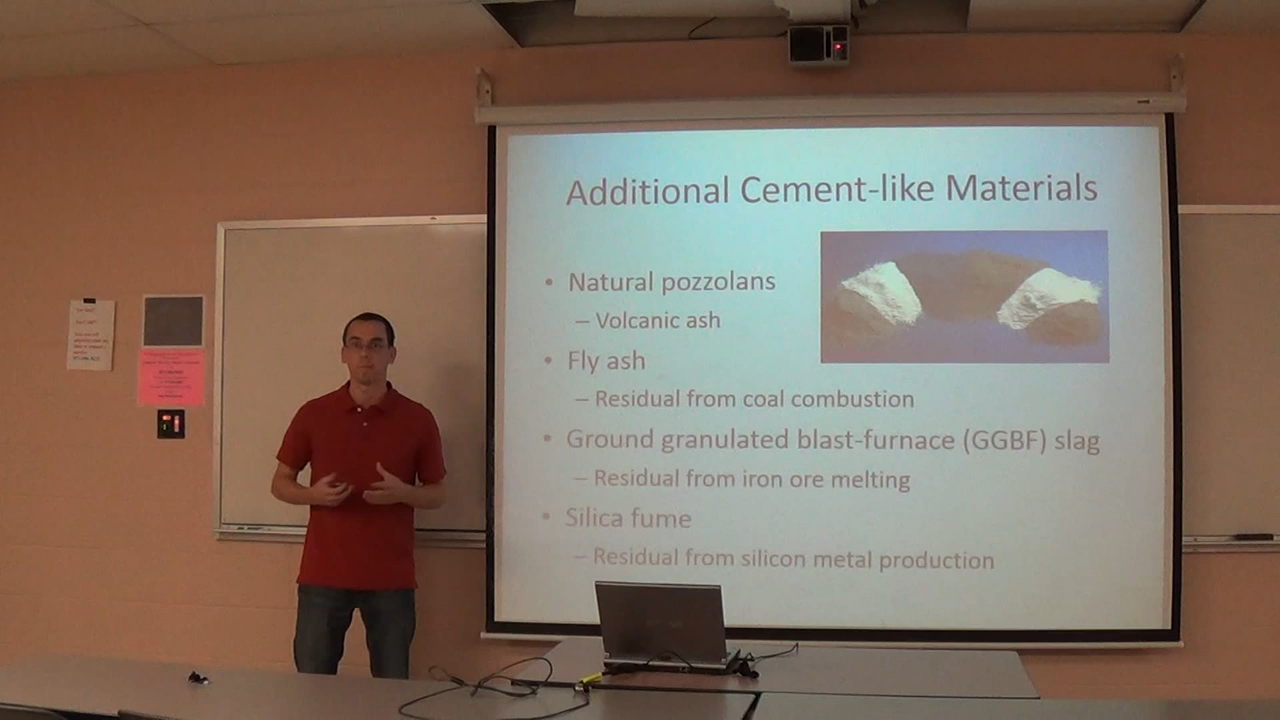 Additional Cement-like Materials
• Natural pozzolans
– Volcanic ash
• Fly ash
– Residual from coal combustion
• Ground granulated blast-furnace (GGBF) slag
– Residual from iron ore melting
• Silica fume
– Residual from silicon metal production